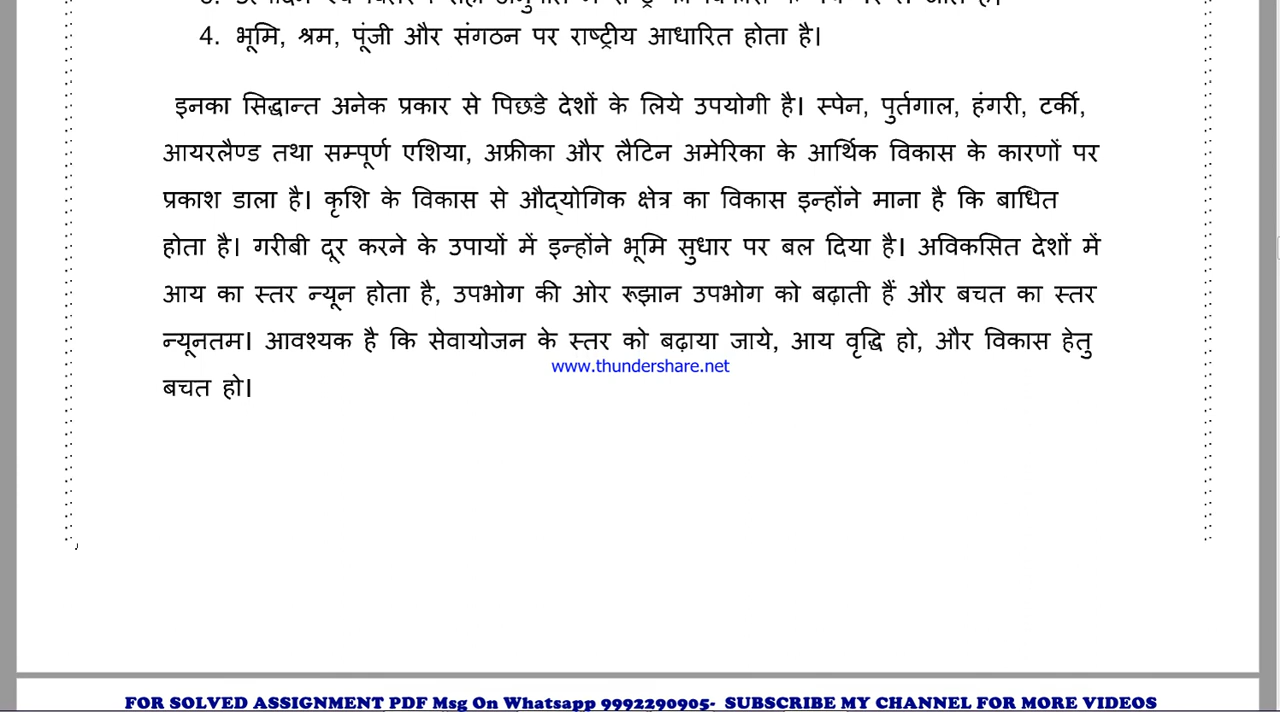 4. भूमि, श्रम, पूंजी और संगठन पर राष्ट्रीय आधारित होता है।
इनका सिद्धान्त अनेक प्रकार से पिछडे देशों के लिये उपयोगी है। स्पेन, पुर्तगाल, हंगरी, टर्की,
आयरलैण्ड तथा सम्पूर्ण एशिया, अफ्रीका और लैटिन अमेरिका के आर्थिक विकास के कारणों पर
प्रकाश डाला है। कृशि के विकास से औद्योगिक क्षेत्र का विकास इन्होंने माना है कि बाधित
होता है। गरीबी दूर करने के उपायों में इन्होंने भूमि सुधार पर बल दिया है। अविकसित देशों में
आय का स्तर न्यून होता है, उपभोग की ओर रूझान उपभोग को बढ़ाती हैं और बचत का स्तर
न्यूनतम। आवश्यक है कि सेवायोजन के स्तर को बढ़ाया जाये, आय वृद्धि हो, और विकास हेतु
www.thundershare.net
बचत हो।
FOR SOLVED ASSIGNMENT PDF Msg On Whatsapp 9992290905- SUBSCRIBE MY CHANNEL FOR MORE VIDEOS